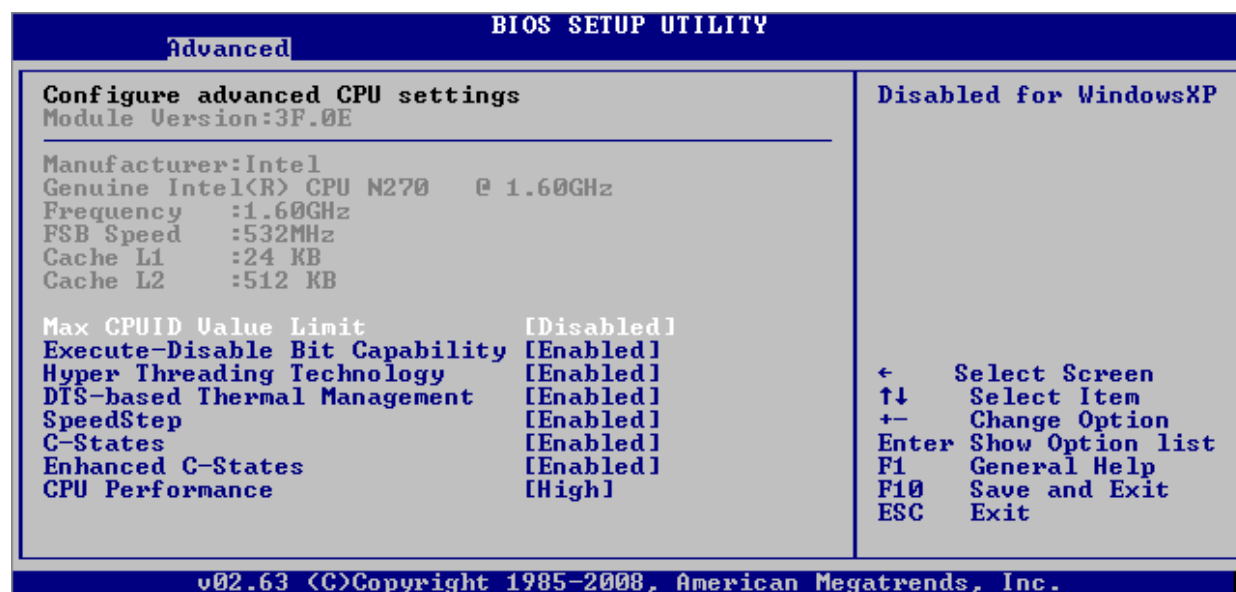 BIOS SETUP UTILITY
Advanced
Configure advanced CPU settings
Module Version:3F.0E
Manufacturer:Intel
Genuine Intel(R) CPU N270 @ 1.60GHz
Frequency :1.60GHz
FSB Speed :532MHz
Cache L1 :24 KB
Cache L2 :512 KB
Max CPUID Value Limit [Disabled]
Execute-Disable Bit Capability [Enabled]
Hyper Threading Technology [Enabled]
DTS-based Thermal Management [Enabled]
SpeedStep [Enabled]
C-States [Enabled]
Enhanced C-States [Enabled]
CPU Performance [High]
Disabled for WindowsXP
← Select Screen
↑↓ Select Item
+- Change Option
Enter Show Option list
F1 General Help
F10 Save and Exit
ESC Exit
v02.63 (C)Copyright 1985-2008, American Megatrends, Inc.